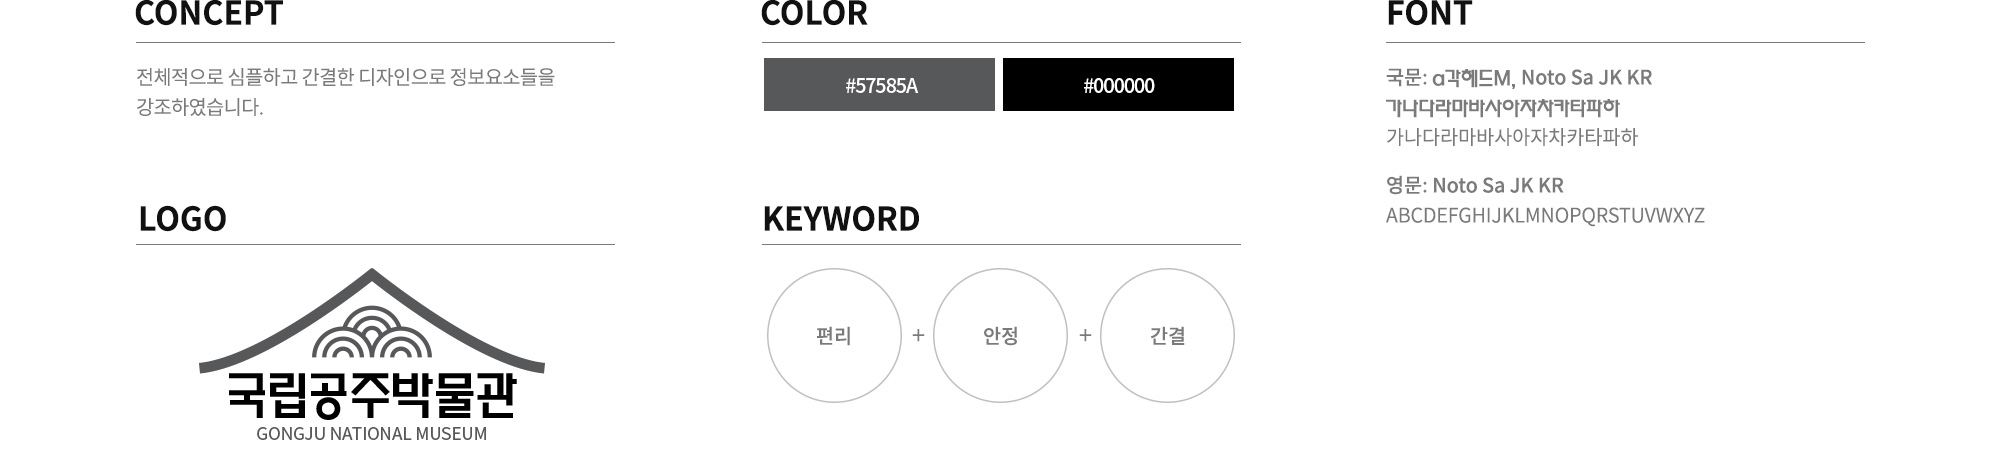 CONCEPT
전체적으로 심플하고 간결한 디자인으로 정보요소들을
강조하였습니다.
LOGO
국립공주박물관
GONGJU NATIONAL MUSEUM
COLOR
#57585A
#000000
KEYWORD
편리 + 안정 + 간결
FONT
국문: α각헤드M, Noto Sa JK KR
가나다라마바사아자차카타파하
가나다라마바사아자차카타파하
영문: Noto Sa JK KR
ABCDEFGHIJKLMNOPQRSTUVWXYZ